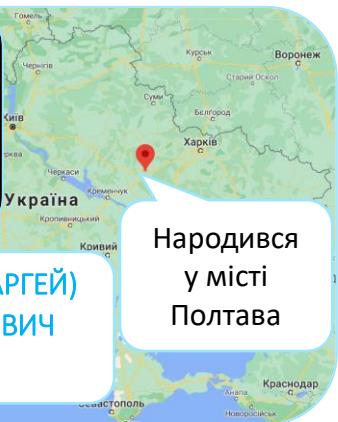 Гомель
Чернігів
Курськ
Воронеж
Старий Оскол
Суми
Київ
Бєлгород
Харків
Черкаси
Кременчук
Україна
Кропивницький
Кривий
Народився
у місті
Полтава
АРГЕЙ)
ВИЧ
Севастополь
Краснодар
Анапа
Новоросійськ